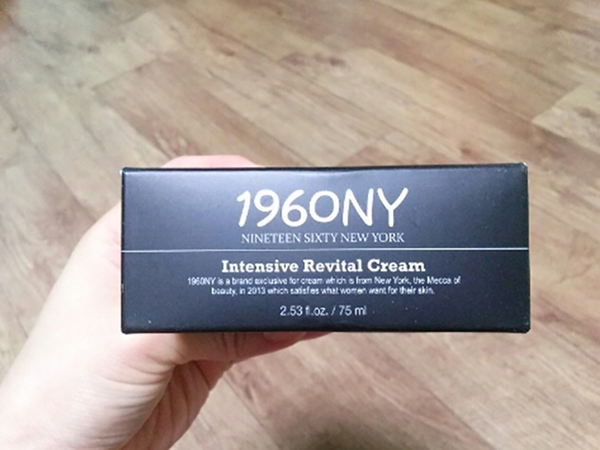 1960NY
NINETEEN SIXTY NEW YORK
Intensive Revital Cream
1960NY is a brand exclusive for cream which is from New York, the Mecca of
beauty, in 2013 which satisfies what women want for their skin.
2.53 fl.oz. / 75 ml